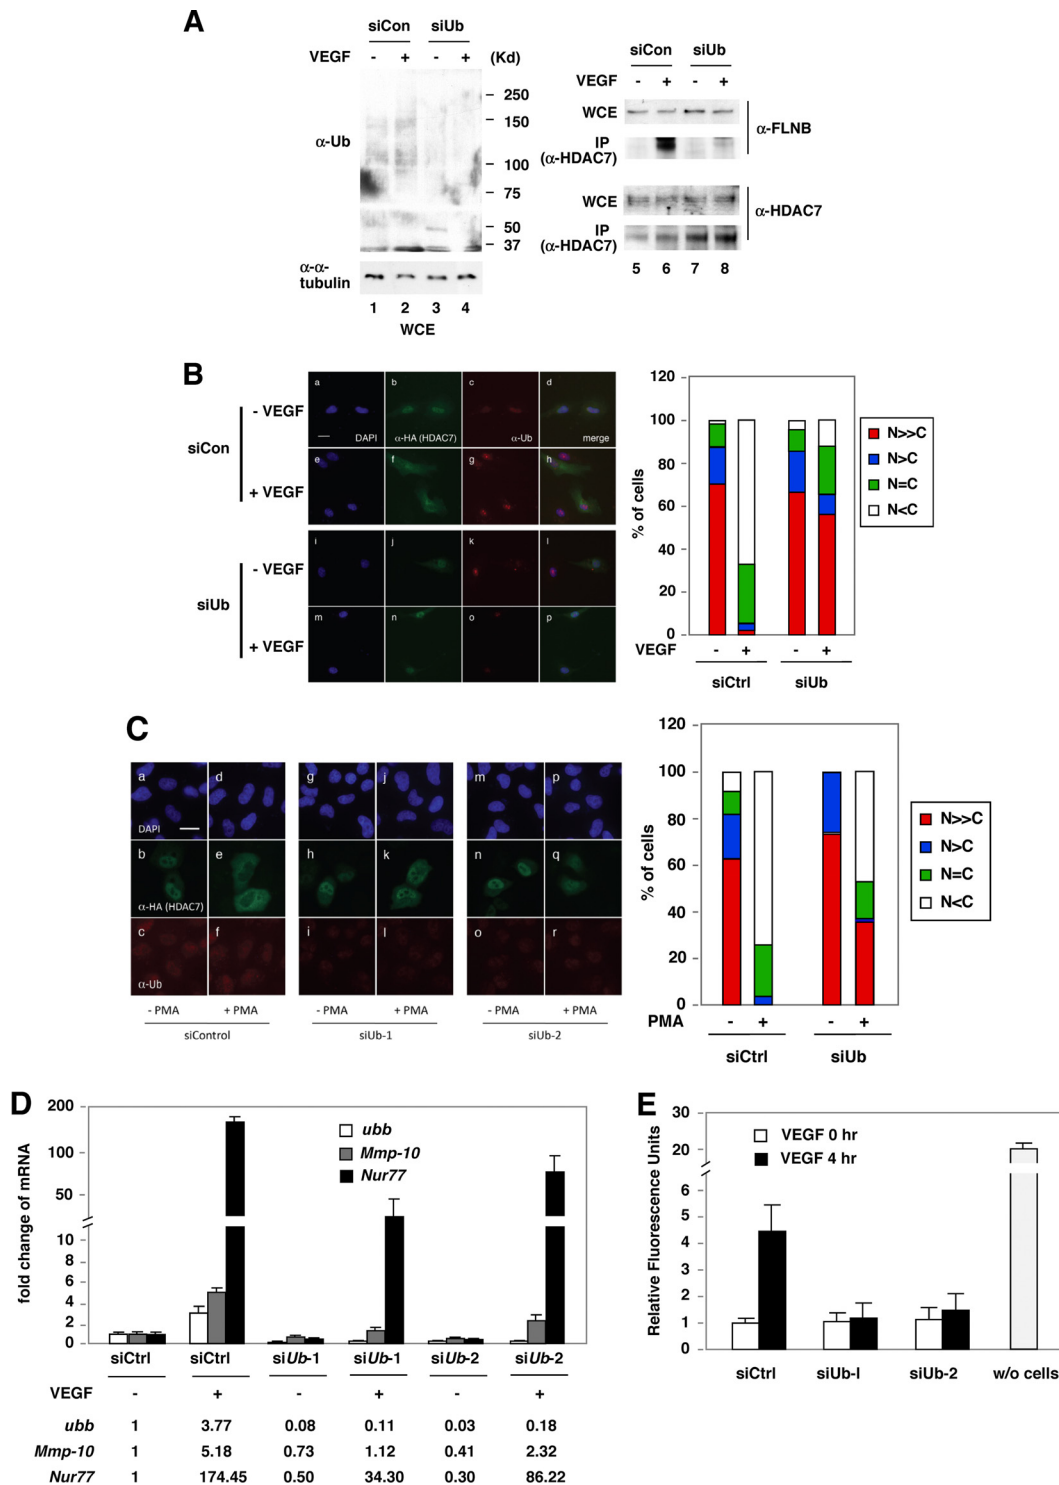 A
siCon siUb
VEGF - + - + (Kd)
250
150
α-Ub
100
75
50
37
α-α-
tubulin
1 2 3 4
WCE
siCon siUb
VEGF - + - +
WCE
α-FLNB
IP
(α-HDAC7)
WCE
α-HDAC7
IP
(α-HDAC7)
5 6 7 8
B
siCon
- VEGF
+ VEGF
siUb
- VEGF
+ VEGF
a b c d
DAPI α-HA (HDAC7) α-Ub merge
e f g h
i j k l
m n o p
120
100
80
60
40
20
0
% of cells
VEGF - + - +
siCtrl siUb
N>>C
N>C
N=C
N<C
C
a d g j m p
DAPI
b e h k n q
α-HA (HDAC7)
c f i l o r
α-Ub
- PMA + PMA - PMA + PMA - PMA + PMA
siControl siUb-1 siUb-2
120
100
80
60
40
20
0
% of cells
PMA - + - +
siCtrl siUb
N>>C
N>C
N=C
N<C
D
fold change of mRNA
200
100
50
10
8
6
4
2
0
ubb
Mmp-10
Nur77
siCtrl siCtrl siUb-1 siUb-1 siUb-2 siUb-2
VEGF - + - + - +
ubb 1 3.77 0.08 0.11 0.03 0.18
Mmp-10 1 5.18 0.73 1.12 0.41 2.32
Nur77 1 174.45 0.50 34.30 0.30 86.22
E
Relative Fluorescence Units
30
20
6
5
4
3
2
1
0
VEGF 0 hr
VEGF 4 hr
siCtrl siUb-I siUb-2 w/o cells